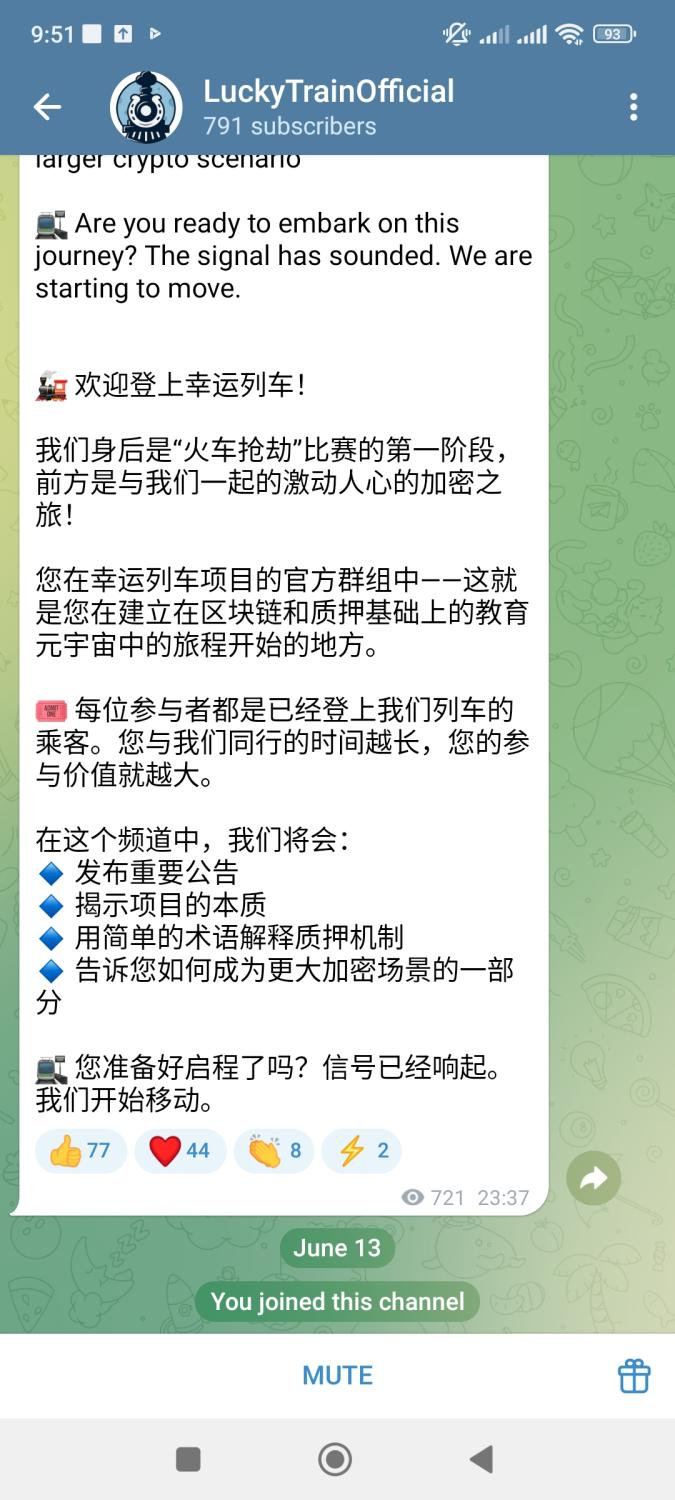 9:51
93
LuckyTrainOfficial
791 subscribers
larger crypto scenario
Are you ready to embark on this
journey? The signal has sounded. We are
starting to move.
欢迎登上幸运列车！
我们身后是“火车抢劫”比赛的第一阶段，
前方是与我们一起的激动人心的加密之
旅！
您在幸运列车项目的官方群组中——这就
是您在建立在区块链和质押基础上的教育
元宇宙中的旅程开始的地方。
🎟️ 每位参与者都是已经登上我们列车的
乘客。您与我们同行的时间越长，您的参
与价值就越大。
在这个频道中，我们将会：
🔷 发布重要公告
🔷 揭示项目的本质
🔷 用简单的术语解释质押机制
🔷 告诉您如何成为更大加密场景的一部
分
您准备好启程了吗？信号已经响起。
我们开始移动。
👍 77 ❤️ 44 👏 8 ⚡ 2
721 23:37
June 13
You joined this channel
MUTE